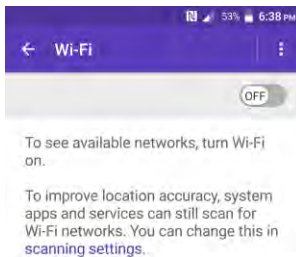 53% 6:38 PM
Wi-Fi
OFF
To see available networks, turn Wi-Fi
on.
To improve location accuracy, system
apps and services can still scan for
Wi-Fi networks. You can change this in
scanning settings.